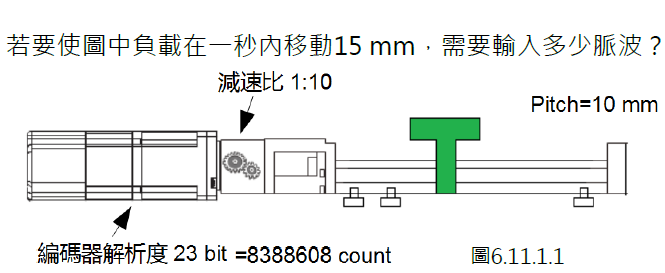 若要使圖中負載在一秒內移動15 mm，需要輸入多少脈波？
減速比 1:10
Pitch=10 mm
編碼器解析度 23 bit =8388608 count
圖6.11.1.1